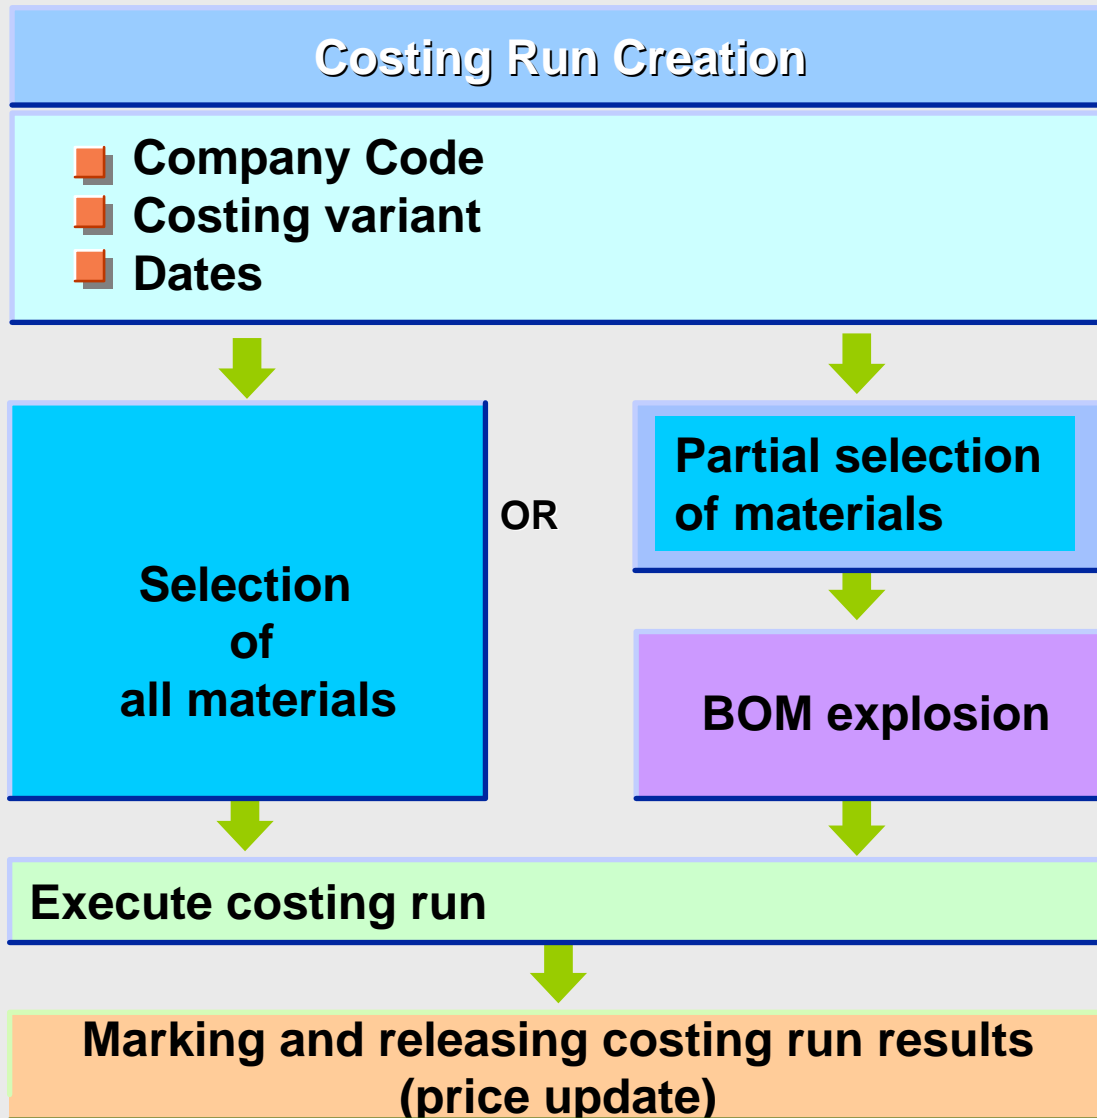 Costing Run Creation
Company Code
Costing variant
Dates
Selection
of
all materials
OR
Partial selection
of materials
BOM explosion
Execute costing run
Marking and releasing costing run results
(price update)